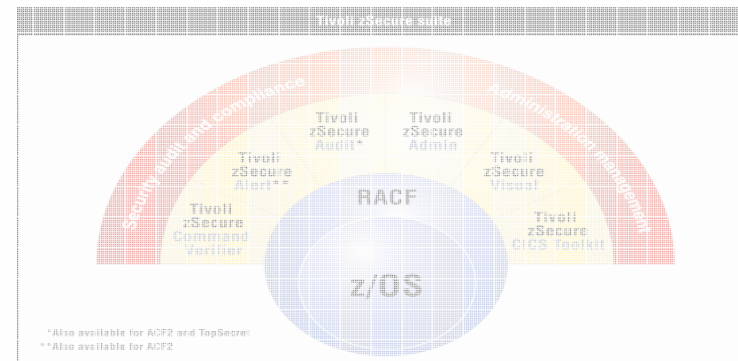 Tivoli zSecure suite
Security audit and compliance
Administration management
Tivoli
zSecure
Command
Verifier
Tivoli
zSecure
Alert**
Tivoli
zSecure
Audit*
Tivoli
zSecure
Admin
Tivoli
zSecure
Visual
Tivoli
zSecure
CICS Toolkit
RACF
z/OS
*Also available for ACF2 and TopSecret
**Also available for ACF2